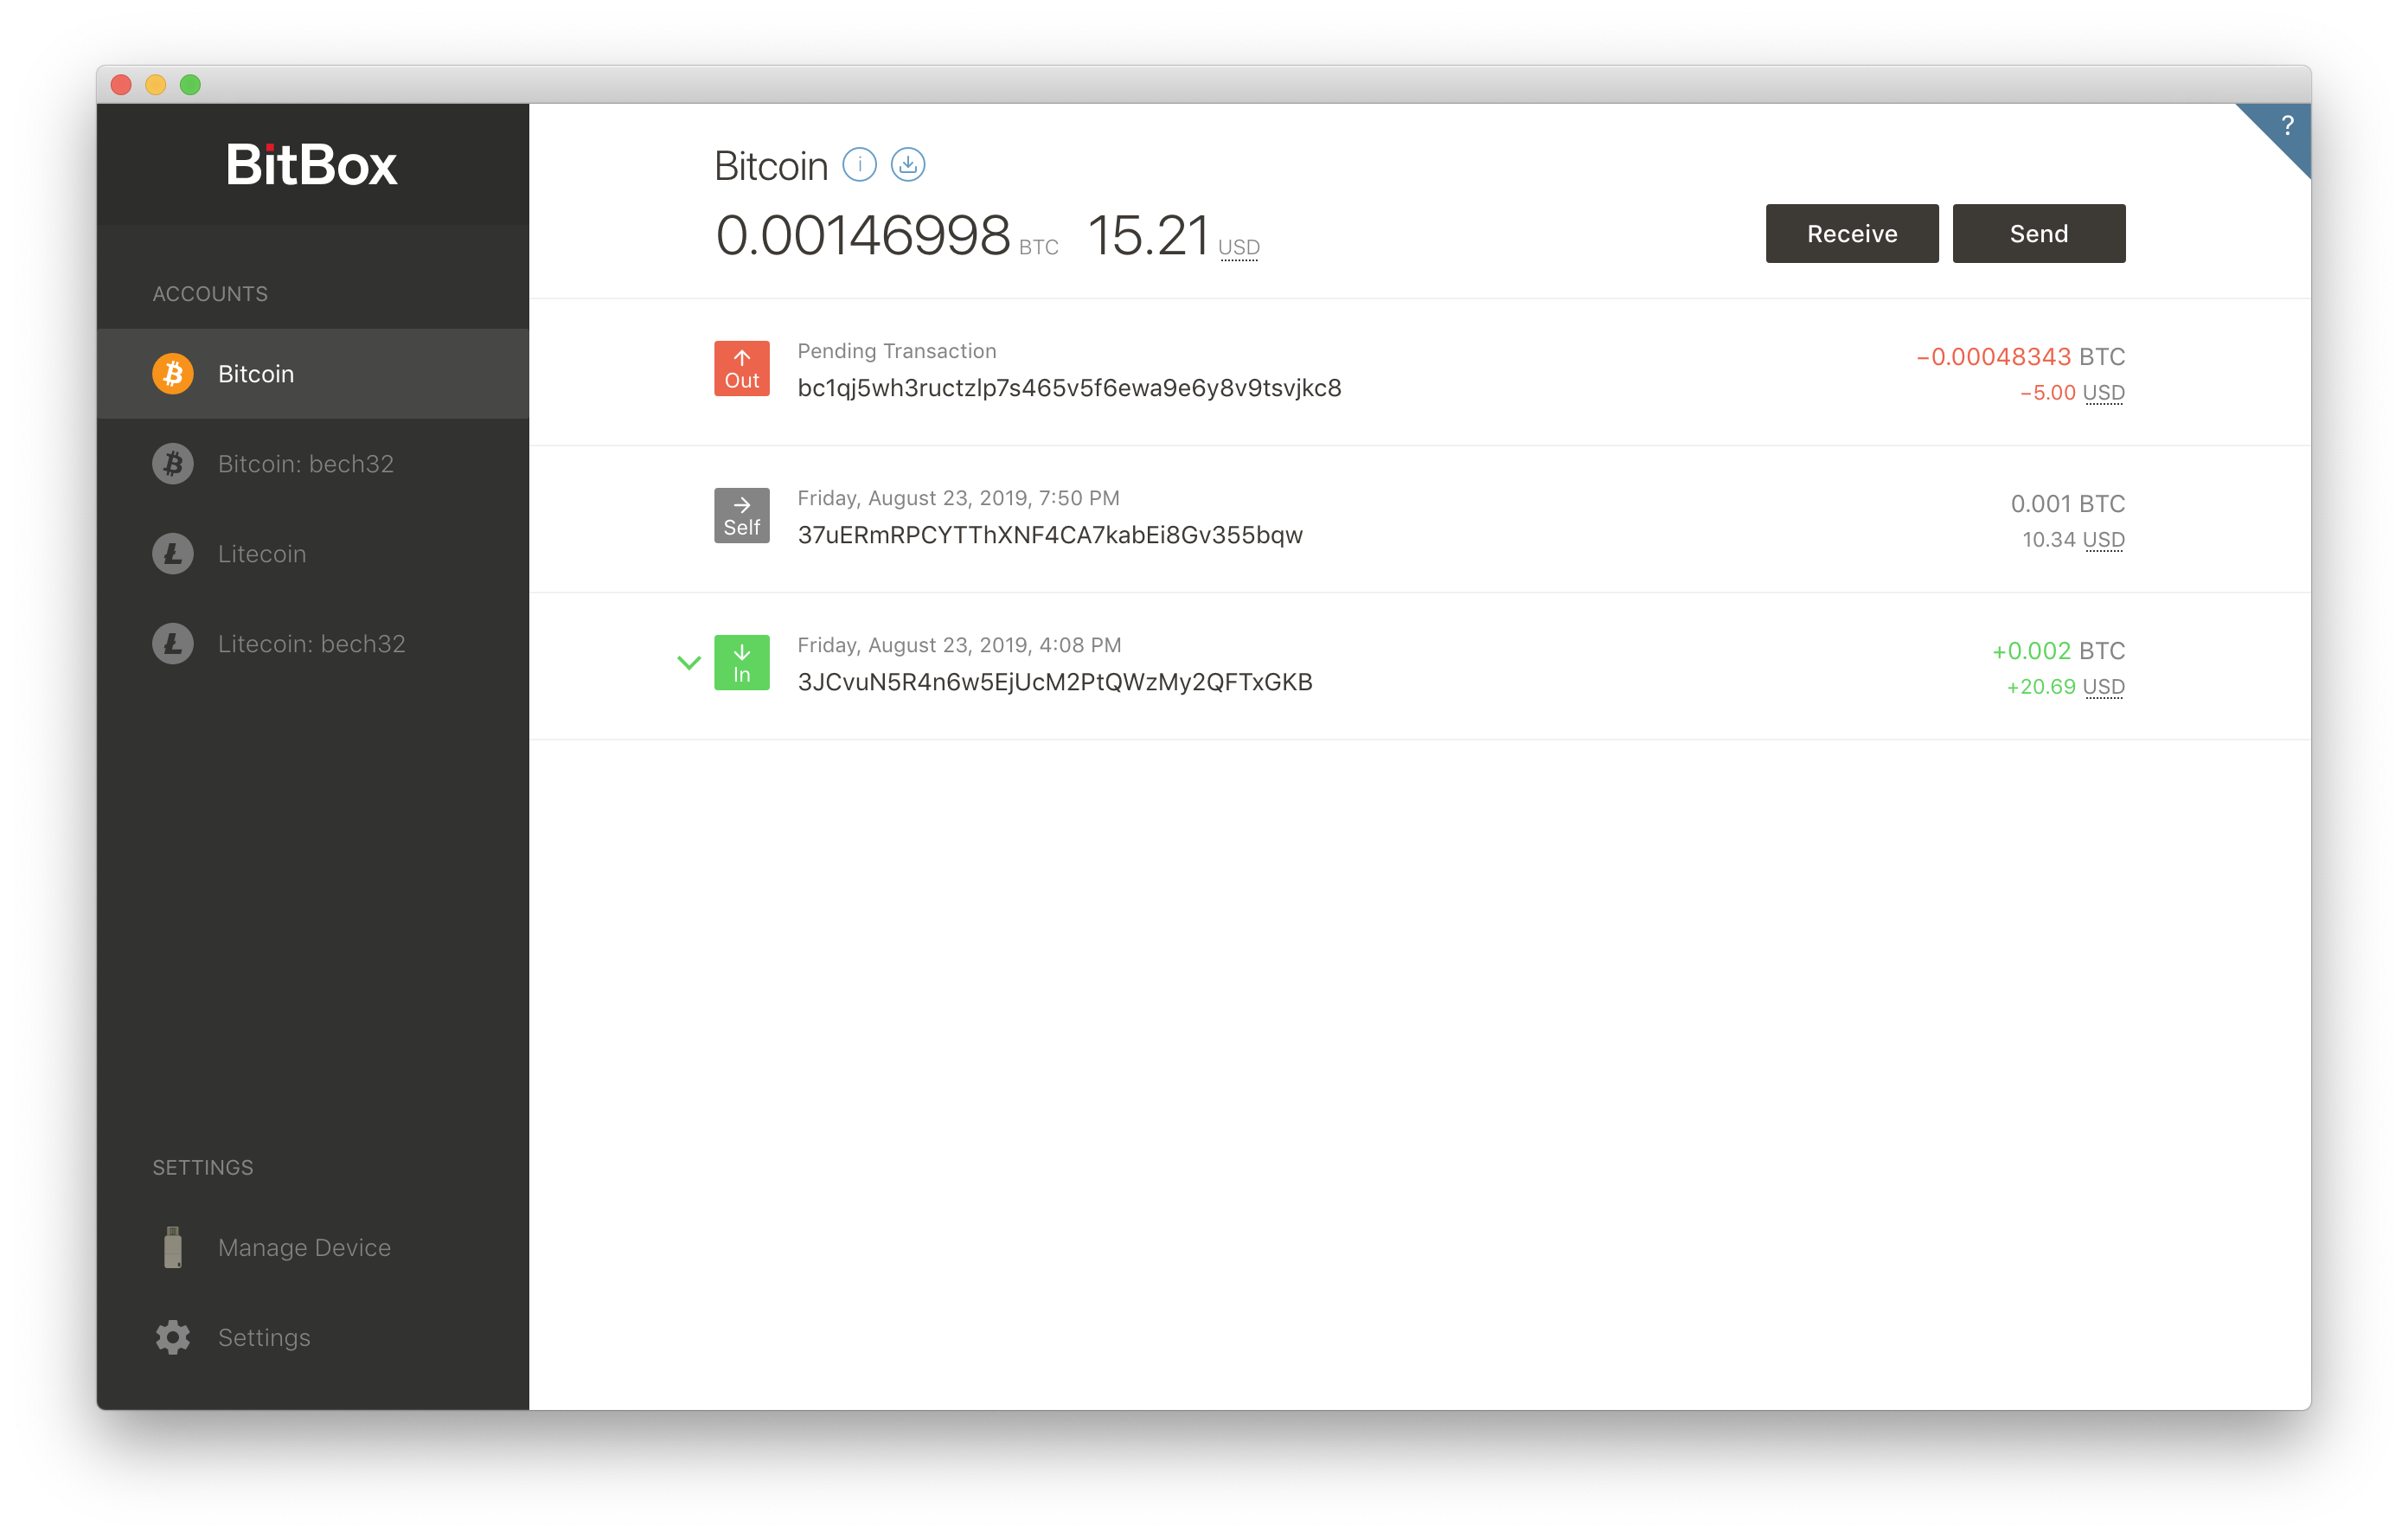 BitBox
ACCOUNTS
Bitcoin
Bitcoin: bech32
Litecoin
Litecoin: bech32
SETTINGS
Manage Device
Settings
?
Bitcoin
0.00146998 BTC 15.21 USD
Receive Send
Out
Pending Transaction
bc1qj5wh3ructzlp7s465v5f6ewa9e6y8v9tsvjkc8
−0.00048343 BTC
−5.00 USD
Self
Friday, August 23, 2019, 7:50 PM
37uERmRPCYTThXNF4CA7kabEi8Gv355bqw
0.001 BTC
10.34 USD
In
Friday, August 23, 2019, 4:08 PM
3JCvuN5R4n6w5EjUcM2PtQWzMy2QFTxGKB
+0.002 BTC
+20.69 USD